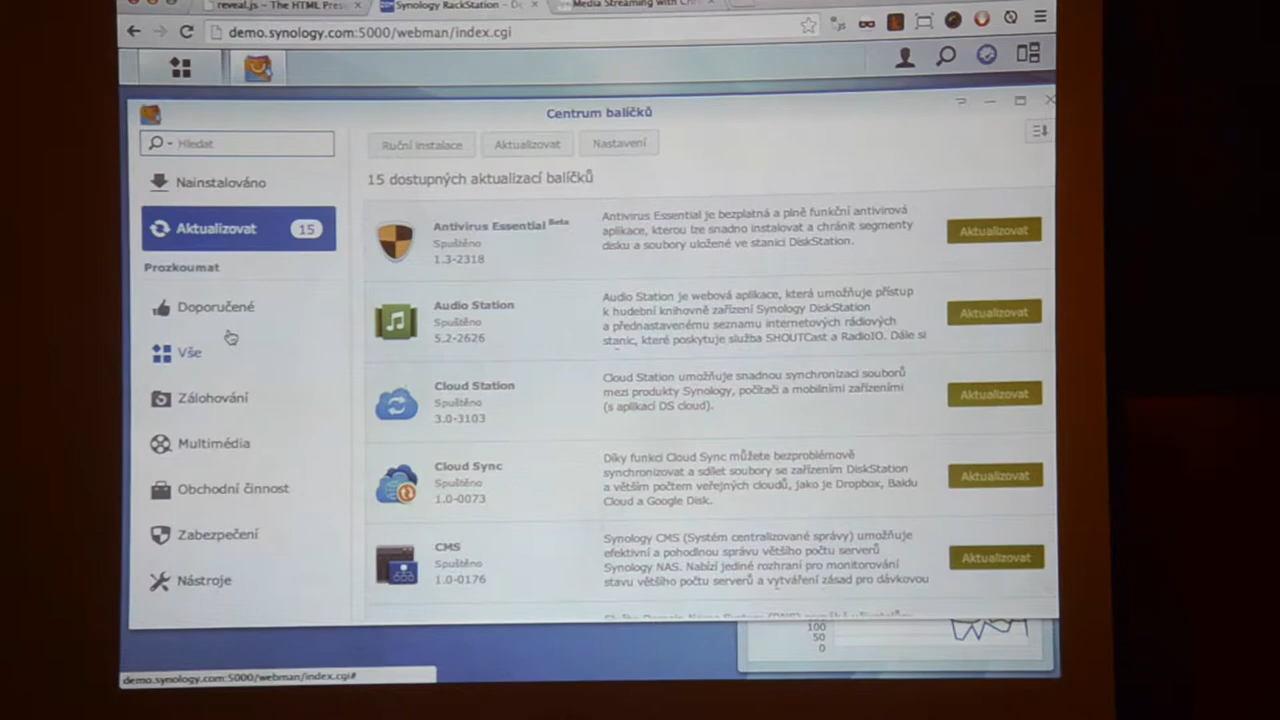 reveal.js – The HTML Pres
Synology RackStation - De
Media Streaming with
demo.synology.com:5000/webman/index.cgi
Centrum balíčků
Hledat
Ruční instalace
Aktualizovat
Nastavení
Nainstalováno
15 dostupných aktualizací balíčků
Aktualizovat
15
Prozkoumat
Doporučené
Vše
Zálohování
Multimédia
Obchodní činnost
Zabezpečení
Nástroje
Antivirus Essential Beta
Spuštěno
1.3-2318
Antivirus Essential je bezplatná a plně funkční antivirová
aplikace, kterou lze snadno instalovat a chránit segmenty
disku a soubory uložené ve stanici DiskStation.
Aktualizovat
Audio Station
Spuštěno
5.2-2626
Audio Station je webová aplikace, která umožňuje přístup
k hudební knihovně zařízení Synology DiskStation
a přednastavenému seznamu internetových rádiových
stanic, které poskytuje služba SHOUTCast a RadioIO. Dále si
Aktualizovat
Cloud Station
Spuštěno
3.0-3103
Cloud Station umožňuje snadnou synchronizaci souborů
mezi produkty Synology, počítači a mobilními zařízeními
(s aplikací DS cloud).
Aktualizovat
Cloud Sync
Spuštěno
1.0-0073
Díky funkci Cloud Sync můžete bezproblémově
synchronizovat a sdílet soubory se zařízením DiskStation
a větším počtem veřejných cloudů, jako je Dropbox, Baidu
Cloud a Google Disk.
Aktualizovat
CMS
Spuštěno
1.0-0176
Synology CMS (Systém centralizované správy) umožňuje
efektivní a pohodlnou správu většího počtu serverů
Synology NAS. Nabízí jediné rozhraní pro monitorování
stavu většího počtu serverů a vytváření zásad pro dávkovou
Aktualizovat
100
50
0
demo.synology.com:5000/webman/index.cgi#